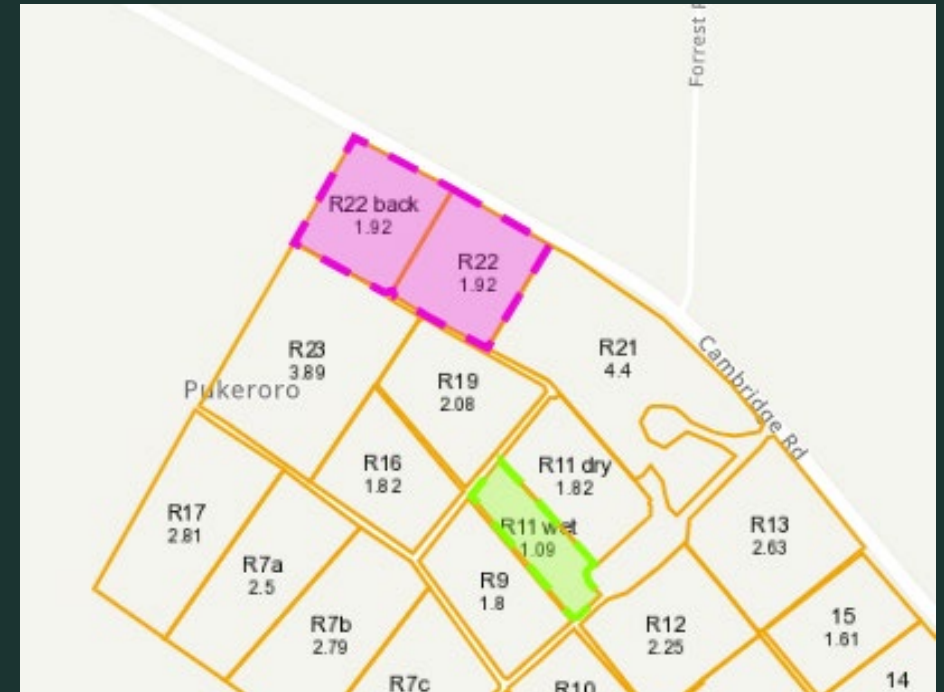 Forrest
R22 back
1.92
R22
1.92
R21
4.4
Cambridge Rd
R23
3.89
Pukeroro
R19
2.08
R16
1.82
R11 dry
1.82
R11 wet
1.09
R13
2.63
R17
2.81
R7a
2.5
R9
1.8
R7b
2.79
R12
2.25
15
1.61
R7c
R10
14